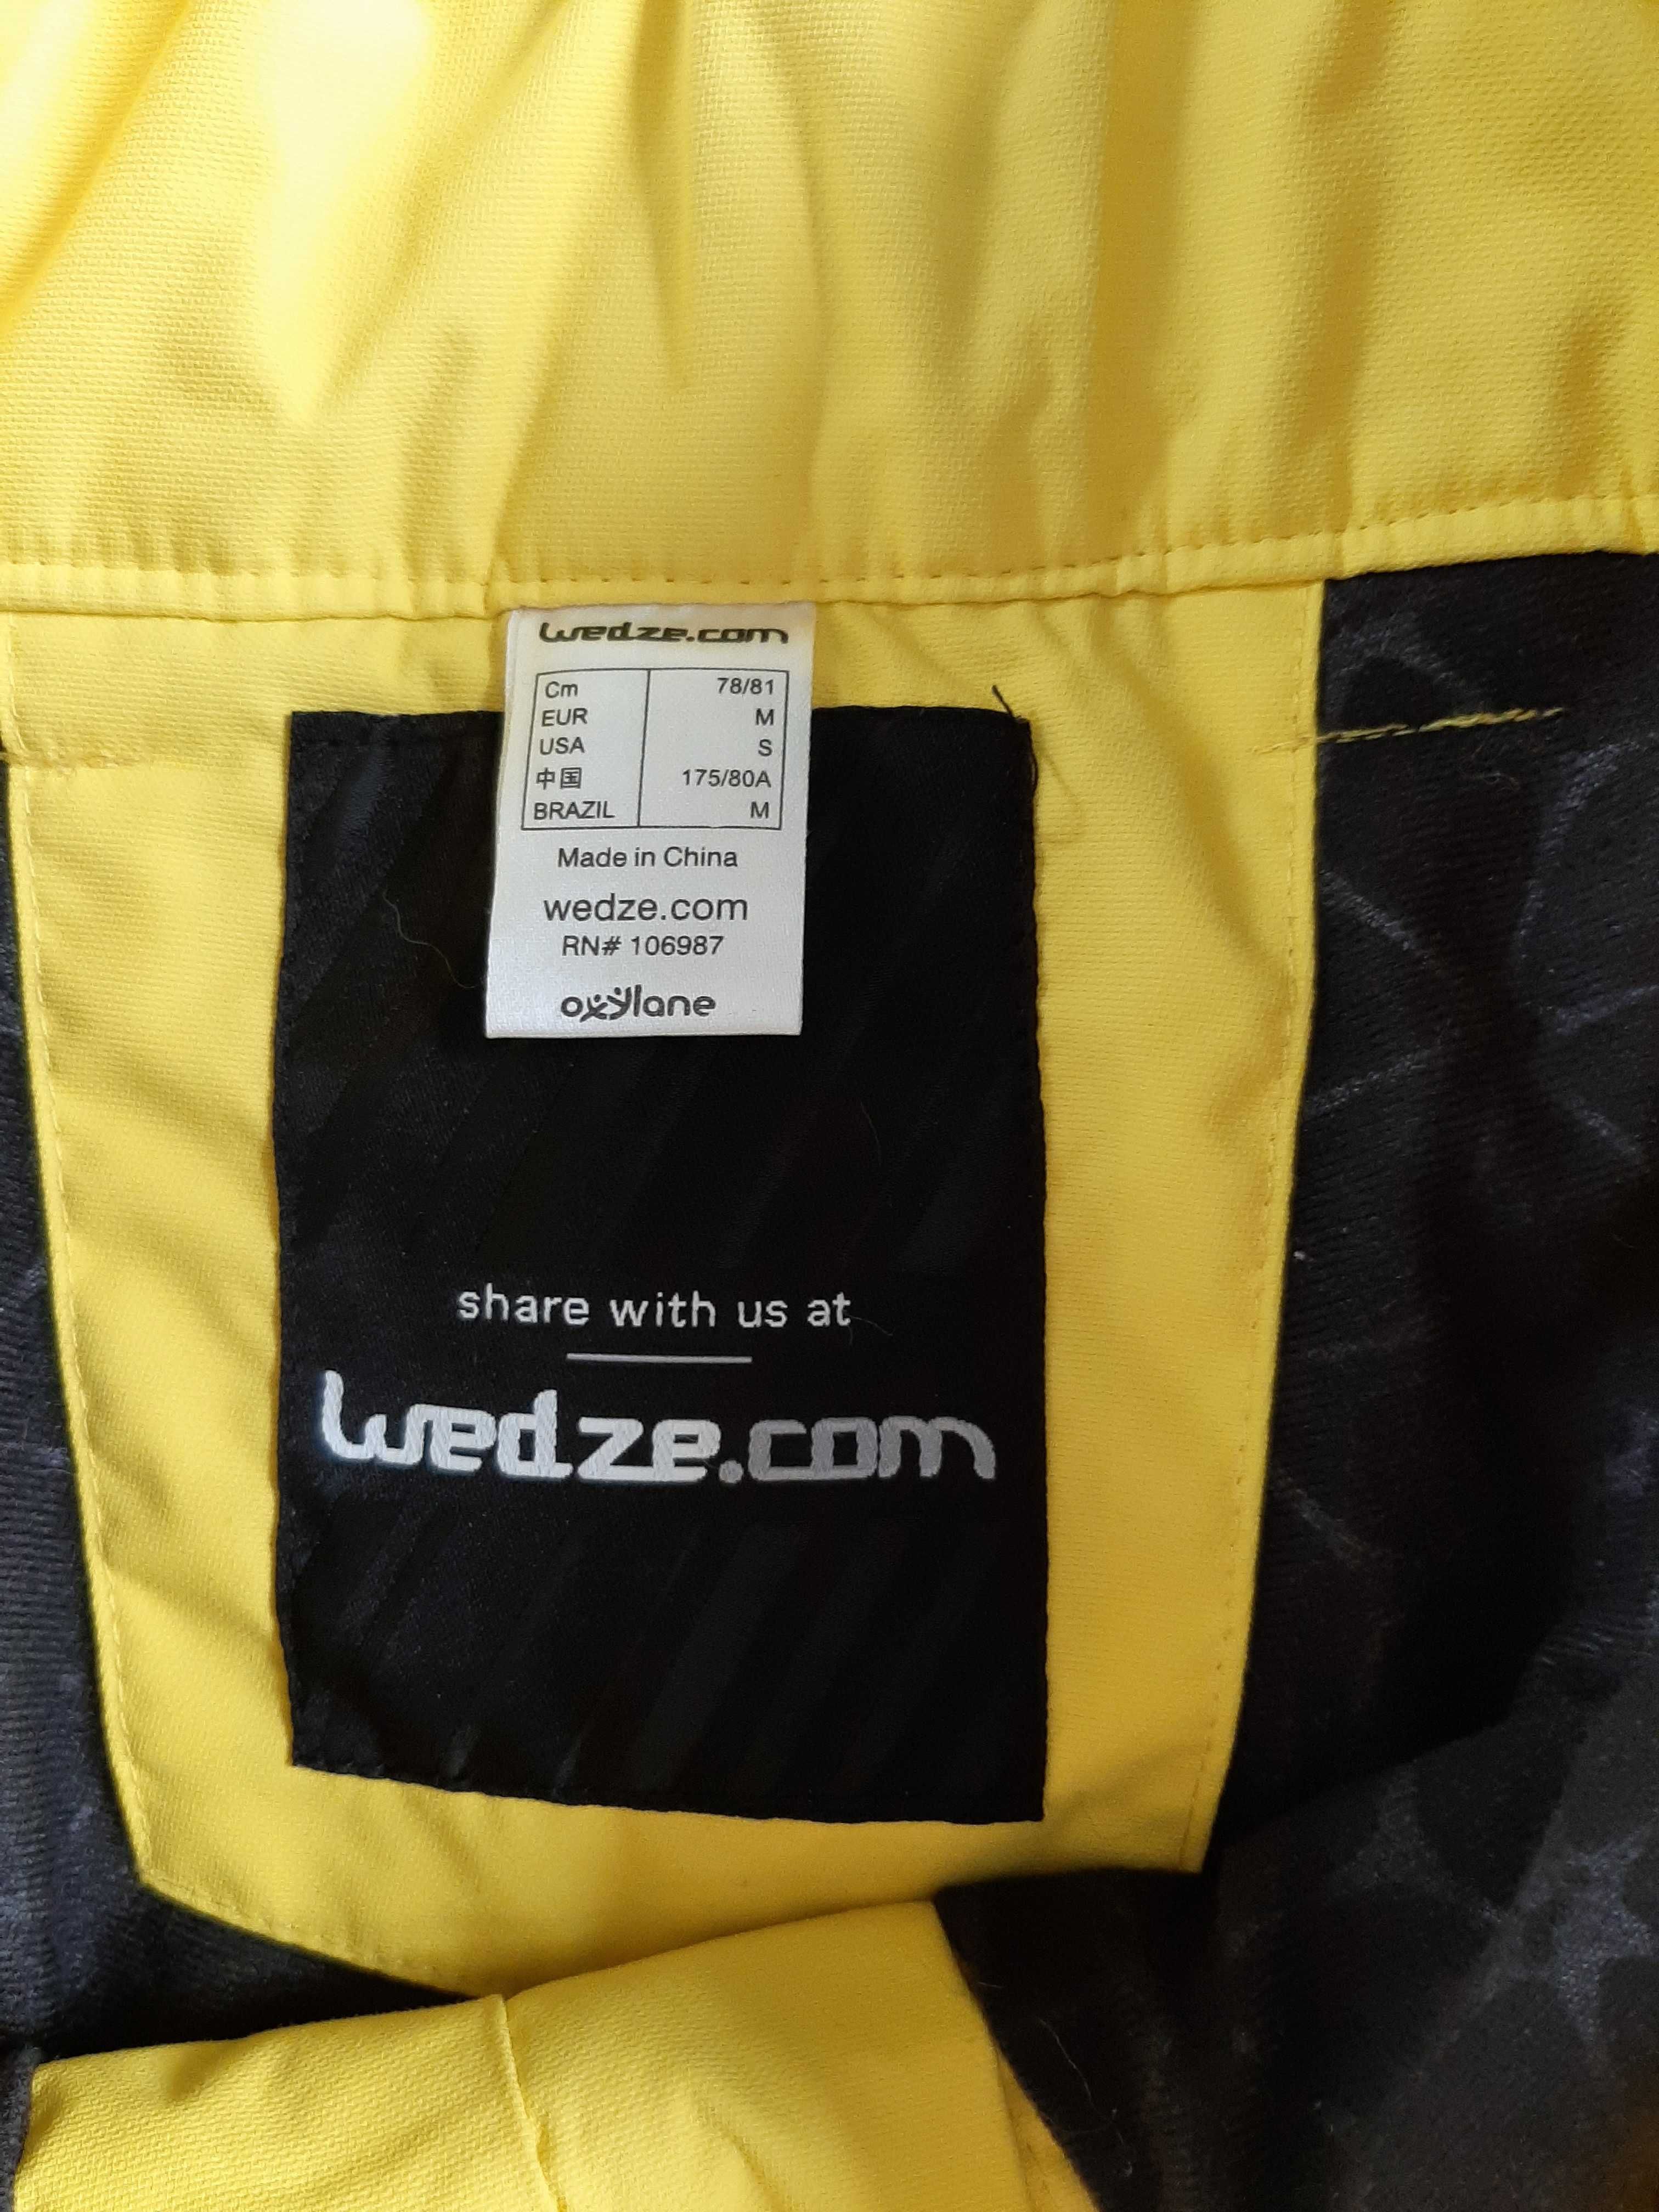 wedze.com
Cm 78/81
EUR M
USA S
中国 175/80A
BRAZIL M
Made in China
wedze.com
RN# 106987
oxylane
share with us at
wedze.com